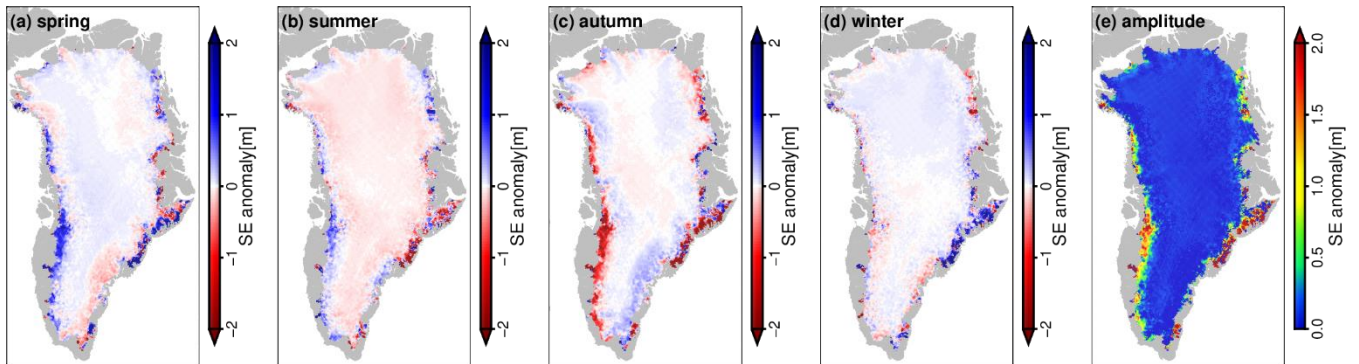 (a) spring
2
1
0
−1
−2
SE anomaly[m]
(b) summer
2
1
0
−1
−2
SE anomaly[m]
(c) autumn
2
1
0
−1
−2
SE anomaly[m]
(d) winter
2
1
0
−1
−2
SE anomaly[m]
(e) amplitude
2.0
1.5
1.0
0.5
0.0
SE anomaly[m]